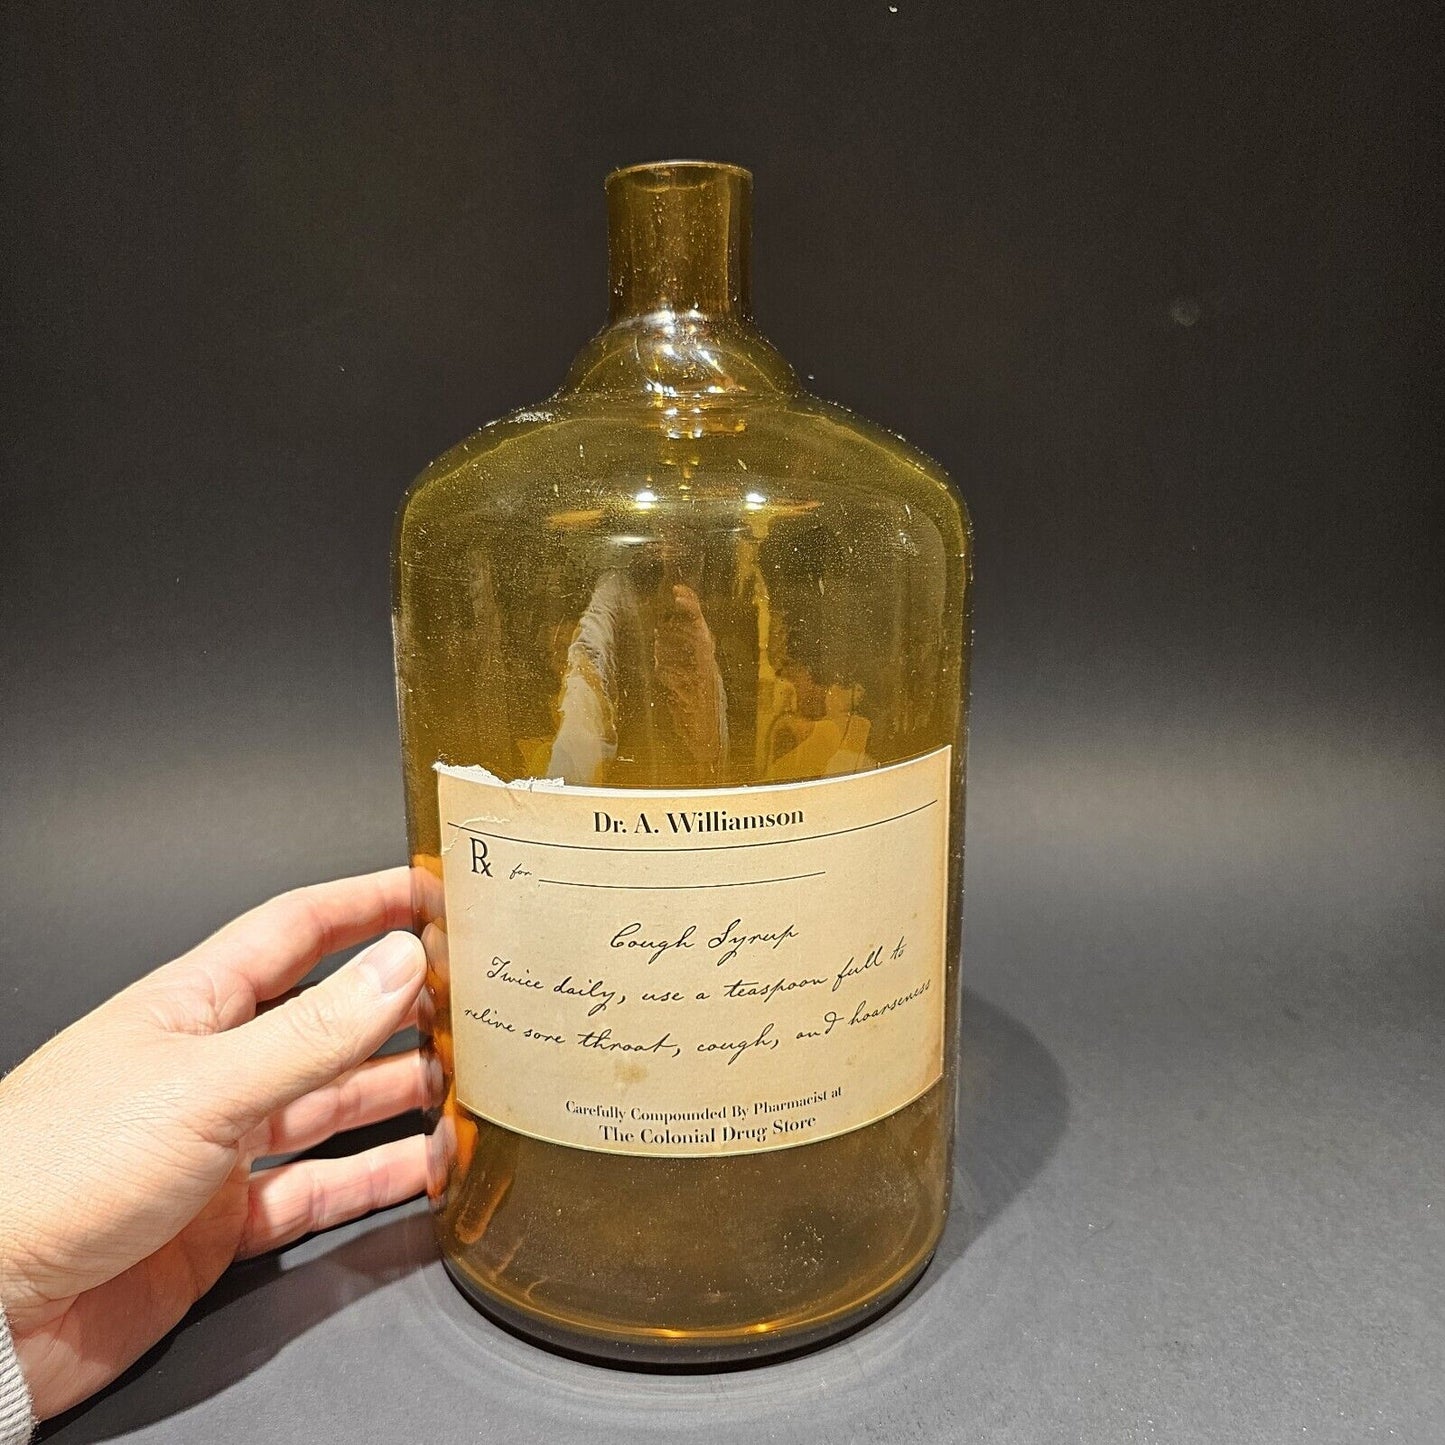 Dr. A. Williamson
Rx for
Cough Syrup
Twice daily, use a teaspoon full to
relive sore throat, cough, and hoarseness
Carefully Compounded By Pharmacist at
The Colonial Drug Store